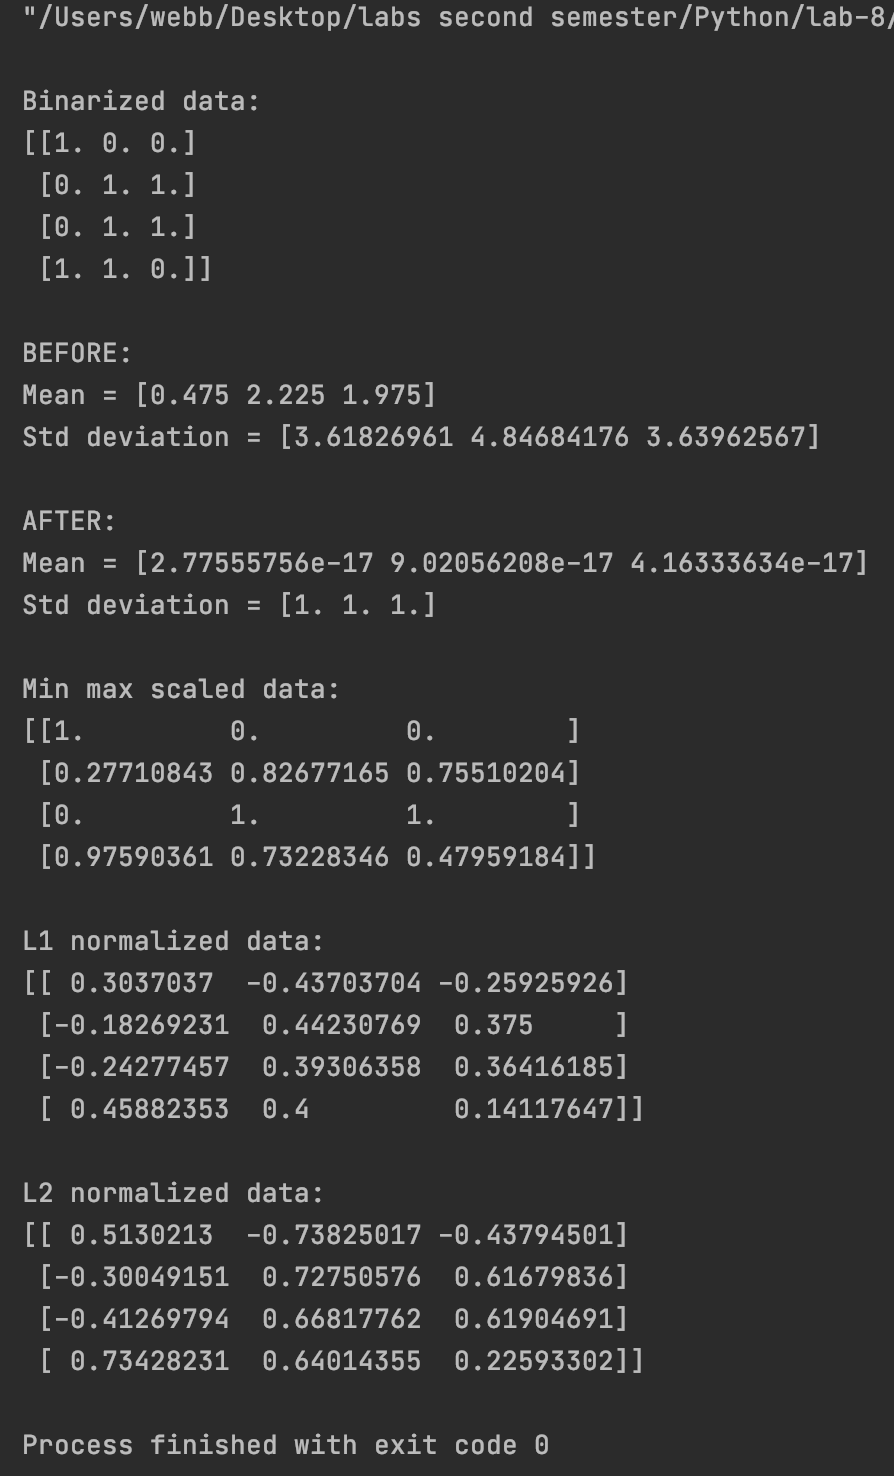 "/Users/webb/Desktop/labs second semester/Python/lab-8/
Binarized data:
[[1. 0. 0.]
 [0. 1. 1.]
 [0. 1. 1.]
 [1. 1. 0.]]
BEFORE:
Mean = [0.475 2.225 1.975]
Std deviation = [3.61826961 4.84684176 3.63962567]
AFTER:
Mean = [2.77555756e-17 9.02056208e-17 4.16333634e-17]
Std deviation = [1. 1. 1.]
Min max scaled data:
[[1.         0.         0.        ]
 [0.27710843 0.82677165 0.75510204]
 [0.         1.         1.        ]
 [0.97590361 0.73228346 0.47959184]]
L1 normalized data:
[[ 0.3037037  -0.43703704 -0.25925926]
 [-0.18269231  0.44230769  0.375     ]
 [-0.24277457  0.39306358  0.36416185]
 [ 0.45882353  0.4         0.14117647]]
L2 normalized data:
[[ 0.5130213  -0.73825017 -0.43794501]
 [-0.30049151  0.72750576  0.61679836]
 [-0.41269794  0.66817762  0.61904691]
 [ 0.73428231  0.64014355  0.22593302]]
Process finished with exit code 0